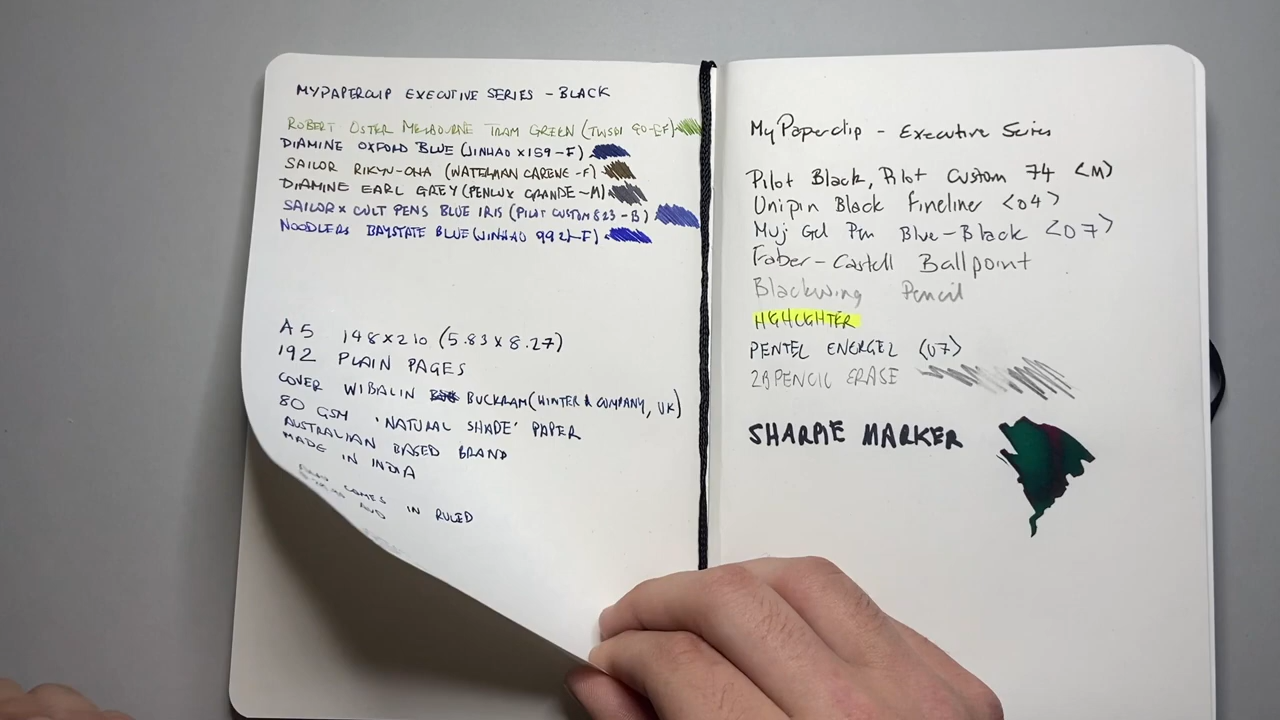 MYPAPERCLIP EXECUTIVE SERIES - BLACK
ROBERT OSTER MELBOURNE TRAM GREEN (TWSBI GO-EF)
DIAMINE OXFORD BLUE (JINHAO X159-F)
SAILOR RIKYU-CHA (WATERMAN CARENE-F)
DIAMINE EARL GREY (PENLUX GRANDE-M)
SAILOR x CULT PENS BLUE IRIS (PILOT CUSTOM 823-B)
NOODLERS BAYSTATE BLUE (JINHAO 992-F)
A5 148x210 (5.83 x 8.27)
192 PLAIN PAGES
COVER WIBALIN BUCKRAM (WINTER & COMPANY, UK)
80 GSM 'NATURAL SHADE' PAPER
AUSTRALIAN BASED BRAND
MADE IN INDIA
COMES IN RULED
AND
MyPaperclip - Executive Series
Pilot Black, Pilot Custom 74 <M>
Unipin Black Fineliner <04>
Muji Gel Pen Blue-Black <07>
Faber-Castell Ballpoint
Blackwing Pencil
HIGHLIGHTER
PENTEL ENERGEL <07>
2B PENCIL ERASE
SHARPIE MARKER